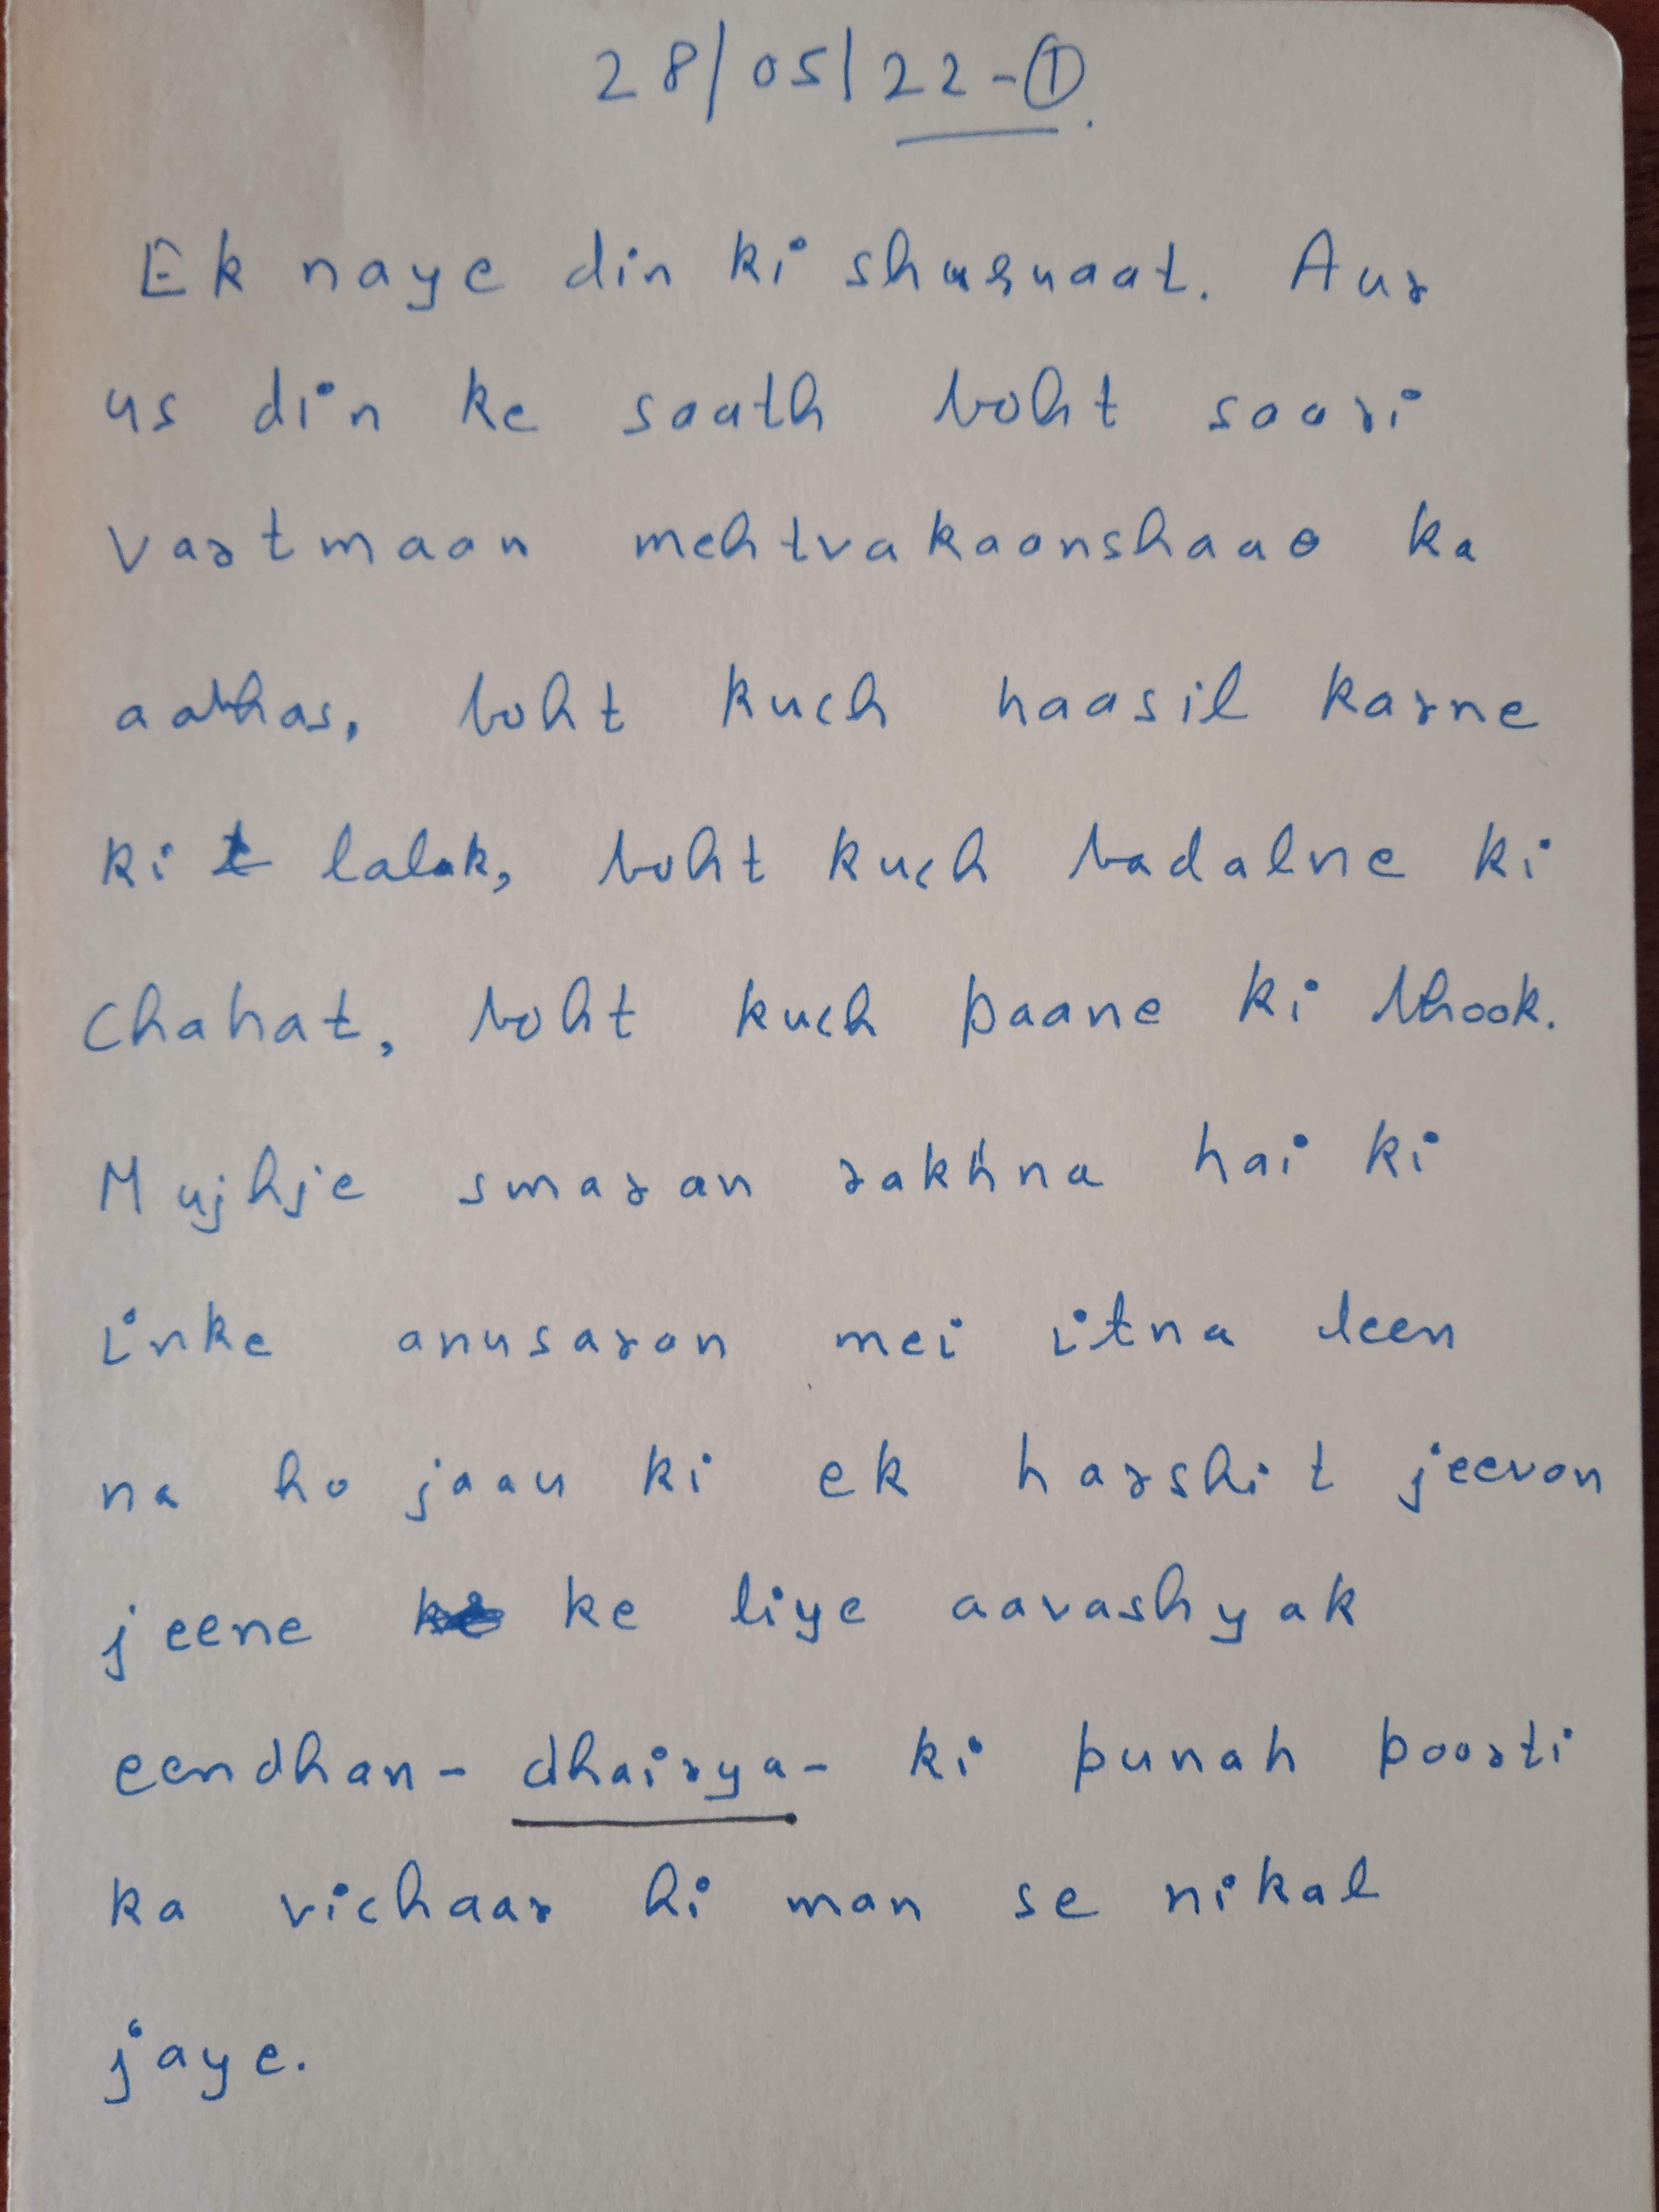 28/05/22-①.
Ek naye din ki shuruaat. Aur
us din ke saath boht saari
vartmaan mehtvakaanshaao ka
aabhas, boht kuch haasil karne
ki lalak, boht kuch badalne ki
Chahat, boht kuch paane ki bhook.
Mujhje smaran rakhna hai ki
inke anusaran mei itna leen
na ho jaau ki ek harshit jeevan
jeene ke liye aavashyak
eendhan- dhairya- ki punah poorti
ka vichaar hi man se nikal
jaye.